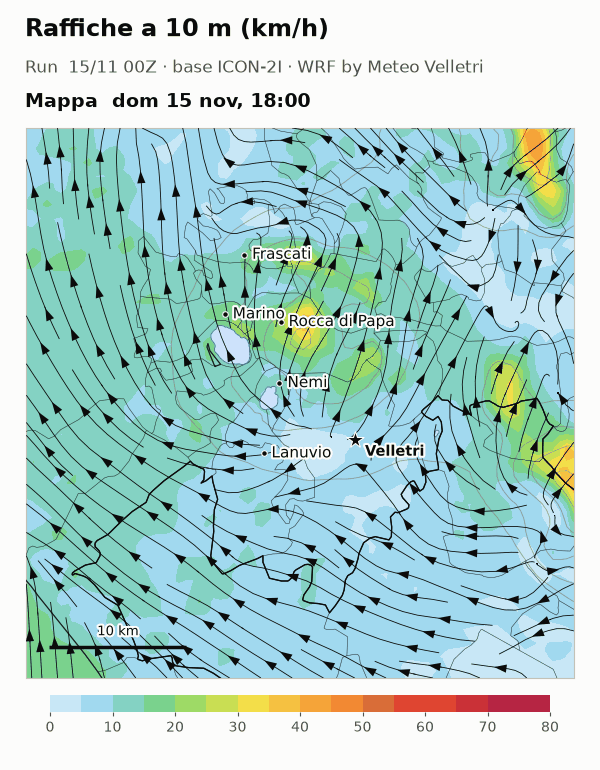 Raffiche a 10 m (km/h)
Run  15/11 00Z · base ICON-2I · WRF by Meteo Velletri
Mappa  dom 15 nov, 18:00
Frascati
Marino
Rocca di Papa
Nemi
Velletri
Lanuvio
10 km
0 10 20 30 40 50 60 70 80